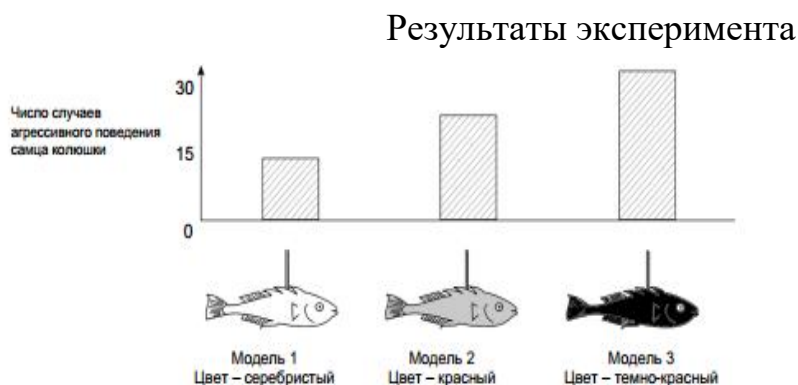 Результаты эксперимента
30
Число случаев
агрессивного поведения
самца колюшки
15
0
Модель 1
Цвет – серебристый
Модель 2
Цвет – красный
Модель 3
Цвет – темно-красный